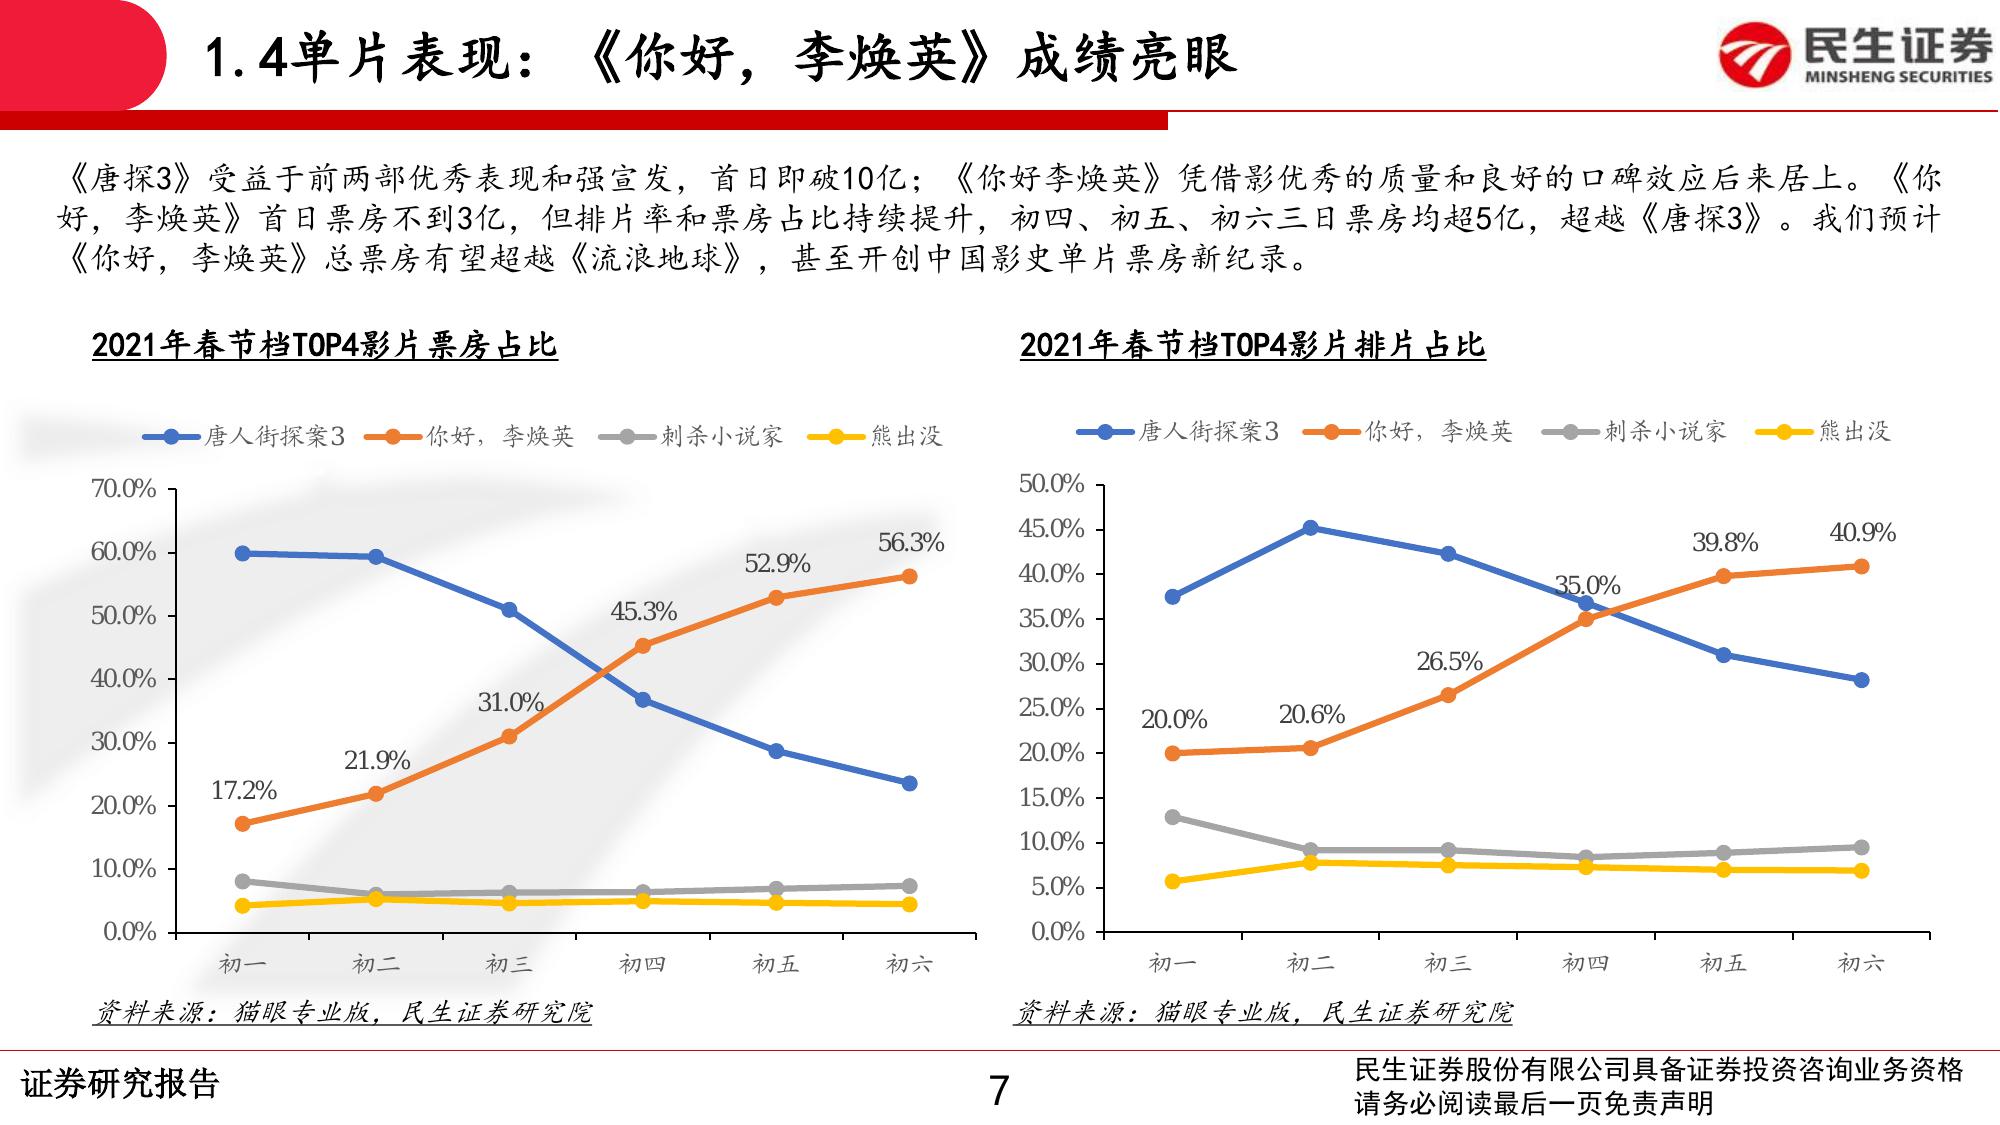 1.4单片表现：《你好，李焕英》成绩亮眼
民生证券
MINSHENG SECURITIES
《唐探3》受益于前两部优秀表现和强宣发，首日即破10亿；《你好李焕英》凭借影优秀的质量和良好的口碑效应后来居上。《你
好，李焕英》首日票房不到3亿，但排片率和票房占比持续提升，初四、初五、初六三日票房均超5亿，超越《唐探3》。我们预计
《你好，李焕英》总票房有望超越《流浪地球》，甚至开创中国影史单片票房新纪录。
2021年春节档TOP4影片票房占比
唐人街探案3 你好，李焕英 刺杀小说家 熊出没
70.0%
60.0%
50.0%
40.0%
30.0%
20.0%
10.0%
0.0%
17.2%
21.9%
31.0%
45.3%
52.9%
56.3%
初一 初二 初三 初四 初五 初六
资料来源：猫眼专业版，民生证券研究院
2021年春节档TOP4影片排片占比
唐人街探案3 你好，李焕英 刺杀小说家 熊出没
50.0%
45.0%
40.0%
35.0%
30.0%
25.0%
20.0%
15.0%
10.0%
5.0%
0.0%
20.0%
20.6%
26.5%
35.0%
39.8%
40.9%
初一 初二 初三 初四 初五 初六
资料来源：猫眼专业版，民生证券研究院
证券研究报告
7
民生证券股份有限公司具备证券投资咨询业务资格
请务必阅读最后一页免责声明